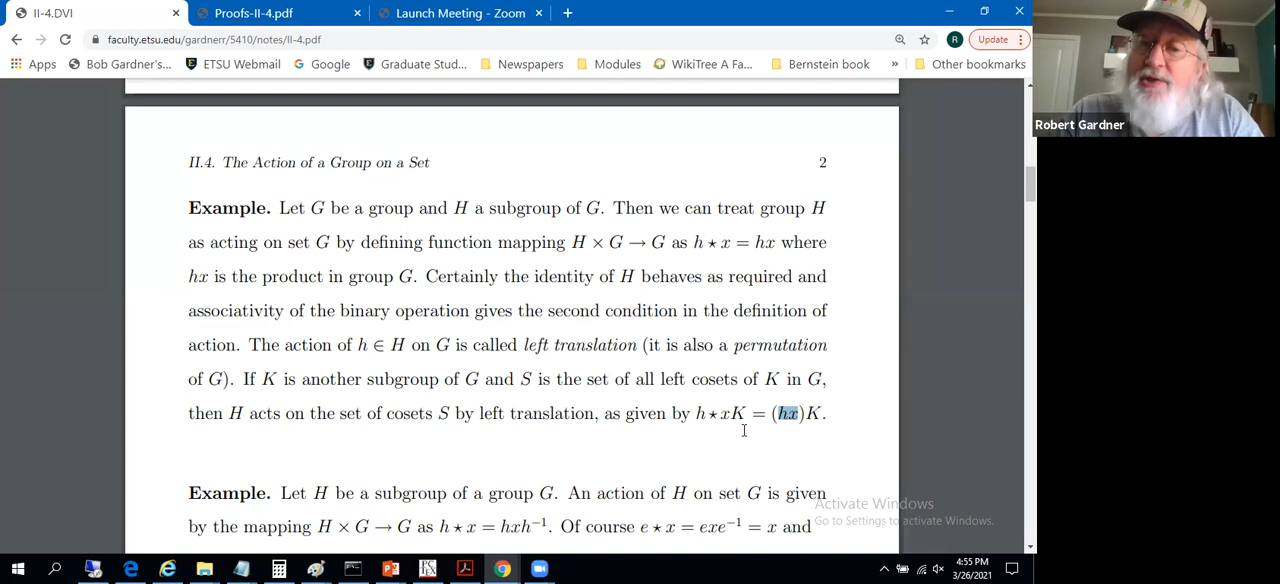 II-4.DVI
Proofs-II-4.pdf
Launch Meeting - Zoom
faculty.etsu.edu/gardnerr/5410/notes/II-4.pdf
R
Update
Apps
Bob Gardner's...
ETSU Webmail
Google
Graduate Stud...
Newspapers
Modules
WikiTree A Fa...
Bernstein book
»
Other bookmarks
Robert Gardner
II.4. The Action of a Group on a Set 2
Example. Let G be a group and H a subgroup of G. Then we can treat group H
as acting on set G by defining function mapping H × G → G as h ⋆ x = hx where
hx is the product in group G. Certainly the identity of H behaves as required and
associativity of the binary operation gives the second condition in the definition of
action. The action of h ∈ H on G is called left translation (it is also a permutation
of G). If K is another subgroup of G and S is the set of all left cosets of K in G,
then H acts on the set of cosets S by left translation, as given by h ⋆ xK = (hx)K.
Example. Let H be a subgroup of a group G. An action of H on set G is given
by the mapping H × G → G as h ⋆ x = hxh⁻¹. Of course e ⋆ x = exe⁻¹ = x and
Activate Windows
Go to Settings to activate Windows.
4:55 PM
3/26/2021